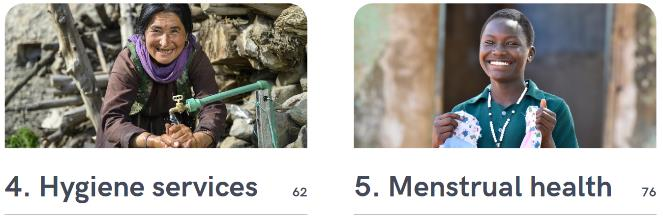 4. Hygiene services 62
5. Menstrual health 76